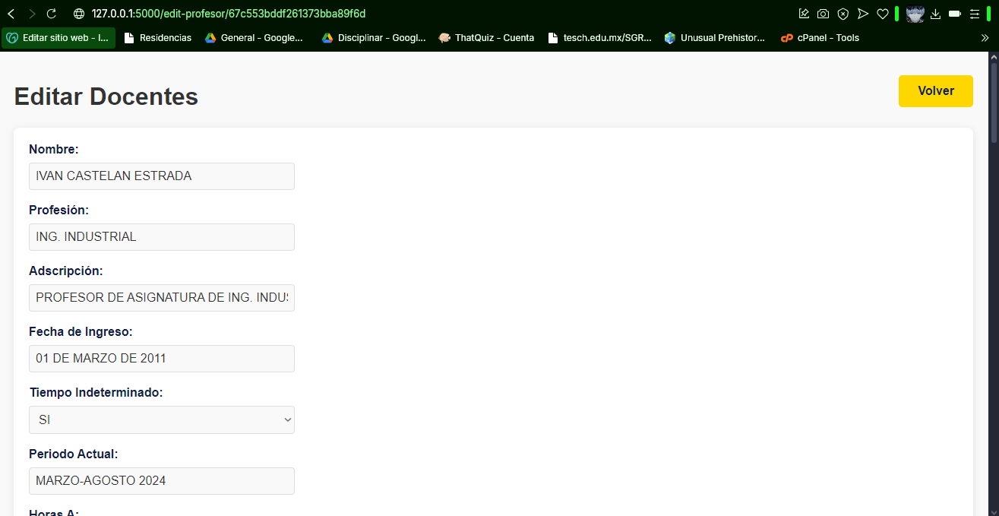 127.0.0.1:5000/edit-profesor/67c553bddf261373bba89f6d
Editar sitio web - I... Residencias General - Google... Disciplinar - Googl... ThatQuiz - Cuenta tesch.edu.mx/SGR... Unusual Prehistor... cPanel - Tools
Editar Docentes
Volver
Nombre:
IVAN CASTELAN ESTRADA
Profesión:
ING. INDUSTRIAL
Adscripción:
PROFESOR DE ASIGNATURA DE ING. INDUS
Fecha de Ingreso:
01 DE MARZO DE 2011
Tiempo Indeterminado:
SI
Periodo Actual:
MARZO-AGOSTO 2024
Horas A: